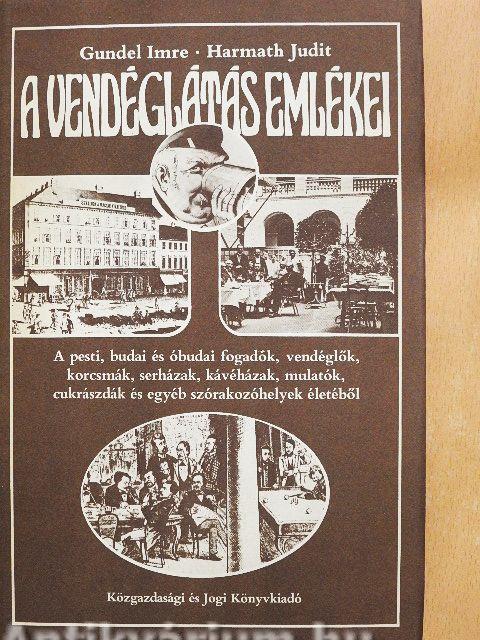 Gundel Imre · Harmath Judit
A VENDÉGLÁTÁS EMLÉKEI
A pesti, budai és óbudai fogadók, vendéglők,
korcsmák, serházak, kávéházak, mulatók,
cukrászdák és egyéb szórakozóhelyek életéből
Közgazdasági és Jogi Könyvkiadó